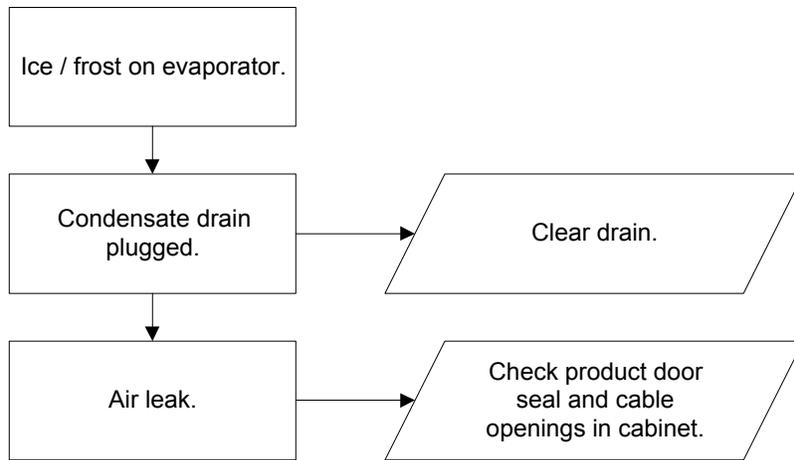 Ice / frost on evaporator.
Condensate drain
plugged.
Clear drain.
Air leak.
Check product door
seal and cable
openings in cabinet.